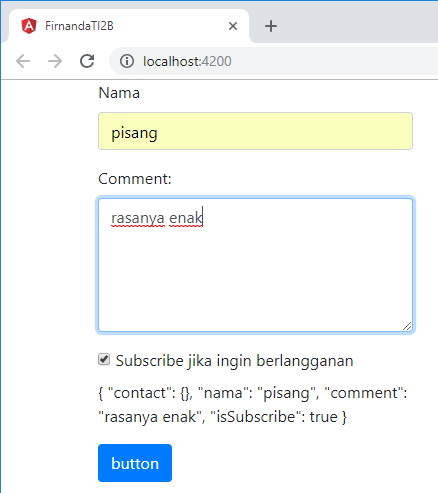 FirnandaTI2B
localhost:4200
Nama
pisang
Comment:
rasanya enak
Subscribe jika ingin berlangganan
{ "contact": {}, "nama": "pisang", "comment":
"rasanya enak", "isSubscribe": true }
button